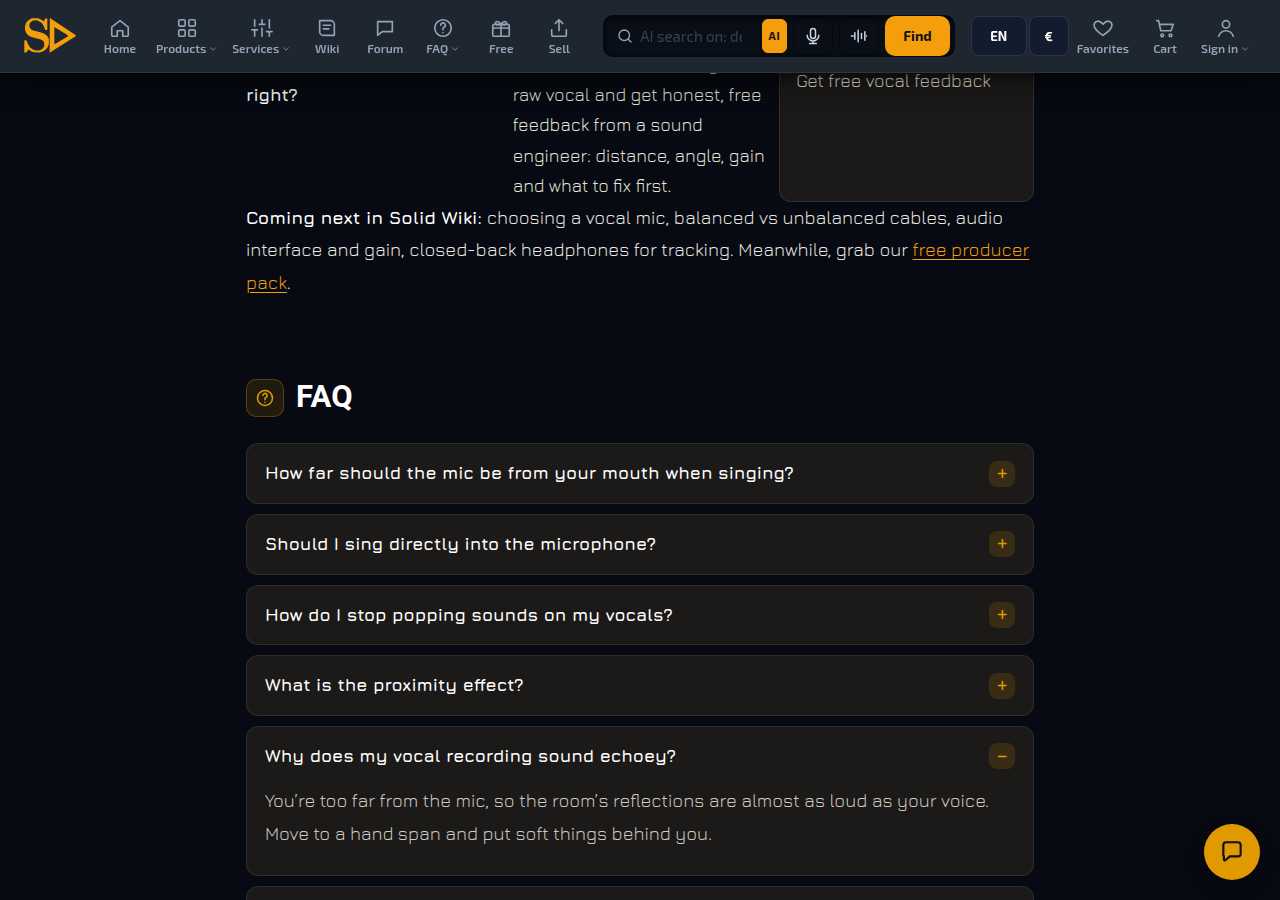 SD
Home
Products
Services
Wiki
Forum
FAQ
Free
Sell
AI search on:
AI
Find
EN
€
Favorites
Cart
Sign in
right?
raw vocal and get honest, free
feedback from a sound
engineer: distance, angle, gain
and what to fix first.
Get free vocal feedback
Coming next in Solid Wiki: choosing a vocal mic, balanced vs unbalanced cables, audio
interface and gain, closed-back headphones for tracking. Meanwhile, grab our free producer
pack.
FAQ
How far should the mic be from your mouth when singing?
Should I sing directly into the microphone?
How do I stop popping sounds on my vocals?
What is the proximity effect?
Why does my vocal recording sound echoey?
You’re too far from the mic, so the room’s reflections are almost as loud as your voice.
Move to a hand span and put soft things behind you.